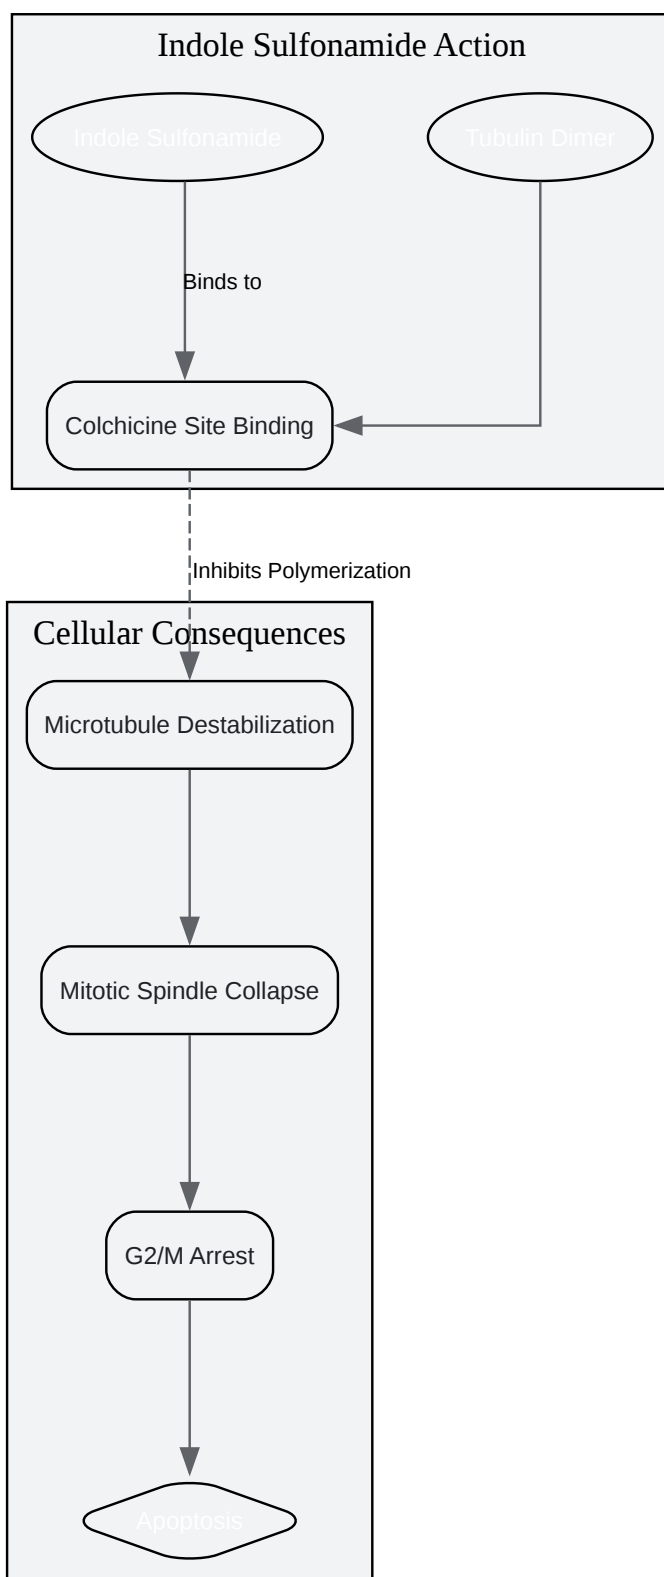 Indole Sulfonamide Action
Indole Sulfonamide
Tubulin Dimer
Binds to
Colchicine Site Binding
Inhibits Polymerization
Cellular Consequences
Microtubule Destabilization
Mitotic Spindle Collapse
G2/M Arrest
Apoptosis